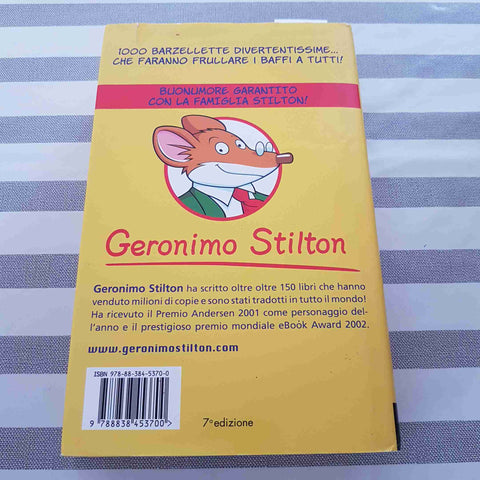 1000 BARZELLETTE DIVERTENTISSIME...
CHE FARANNO FRULLARE I BAFFI A TUTTI!
BUONUMORE GARANTITO
CON LA FAMIGLIA STILTON!
Geronimo Stilton
Geronimo Stilton ha scritto oltre oltre 150 libri che hanno
venduto milioni di copie e sono stati tradotti in tutto il mondo!
Ha ricevuto il Premio Andersen 2001 come personaggio del-
l'anno e il prestigioso premio mondiale eBook Award 2002.
www.geronimostilton.com
ISBN 978-88-384-5370-0
9 788838 453700>
7ª edizione